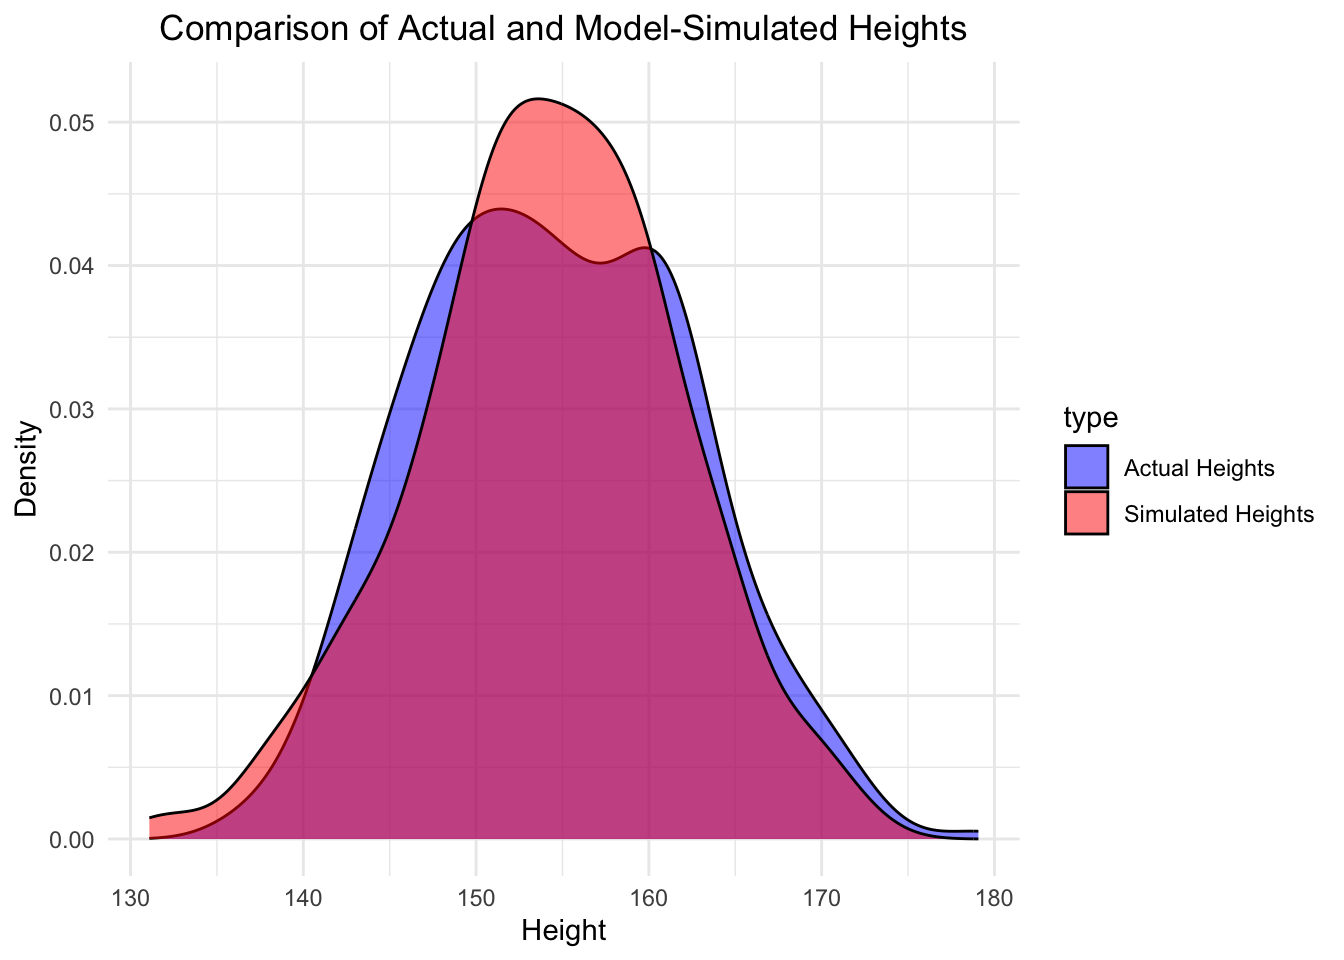 Comparison of Actual and Model-Simulated Heights
0.05
0.04
0.03
0.02
0.01
0.00
Density
130 140 150 160 170 180
Height
type
Actual Heights
Simulated Heights